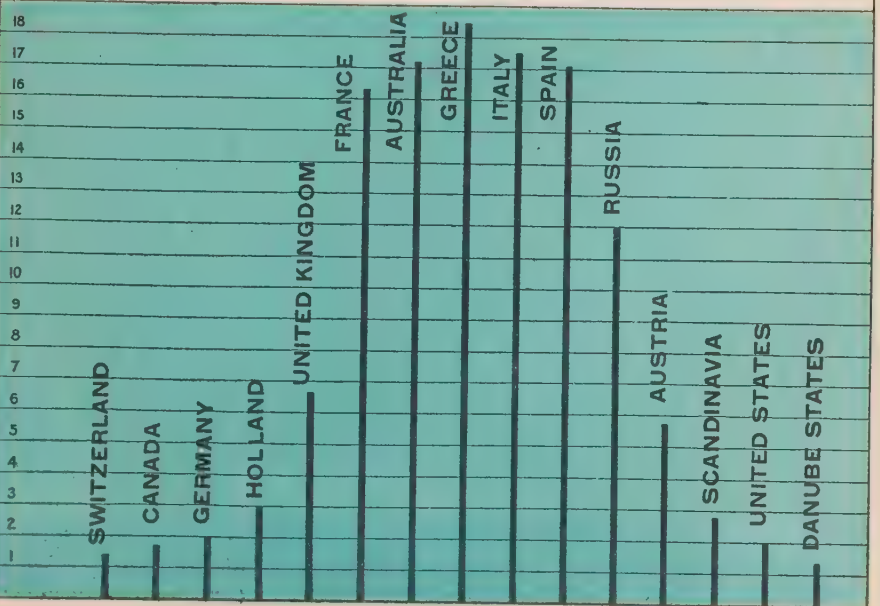 18
17
16
15
14
13
12
11
10
9
8
7
6
5
4
3
2
1
SWITZERLAND
CANADA
GERMANY
HOLLAND
UNITED KINGDOM
FRANCE
AUSTRALIA
GREECE
ITALY
SPAIN
RUSSIA
AUSTRIA
SCANDINAVIA
UNITED STATES
DANUBE STATES